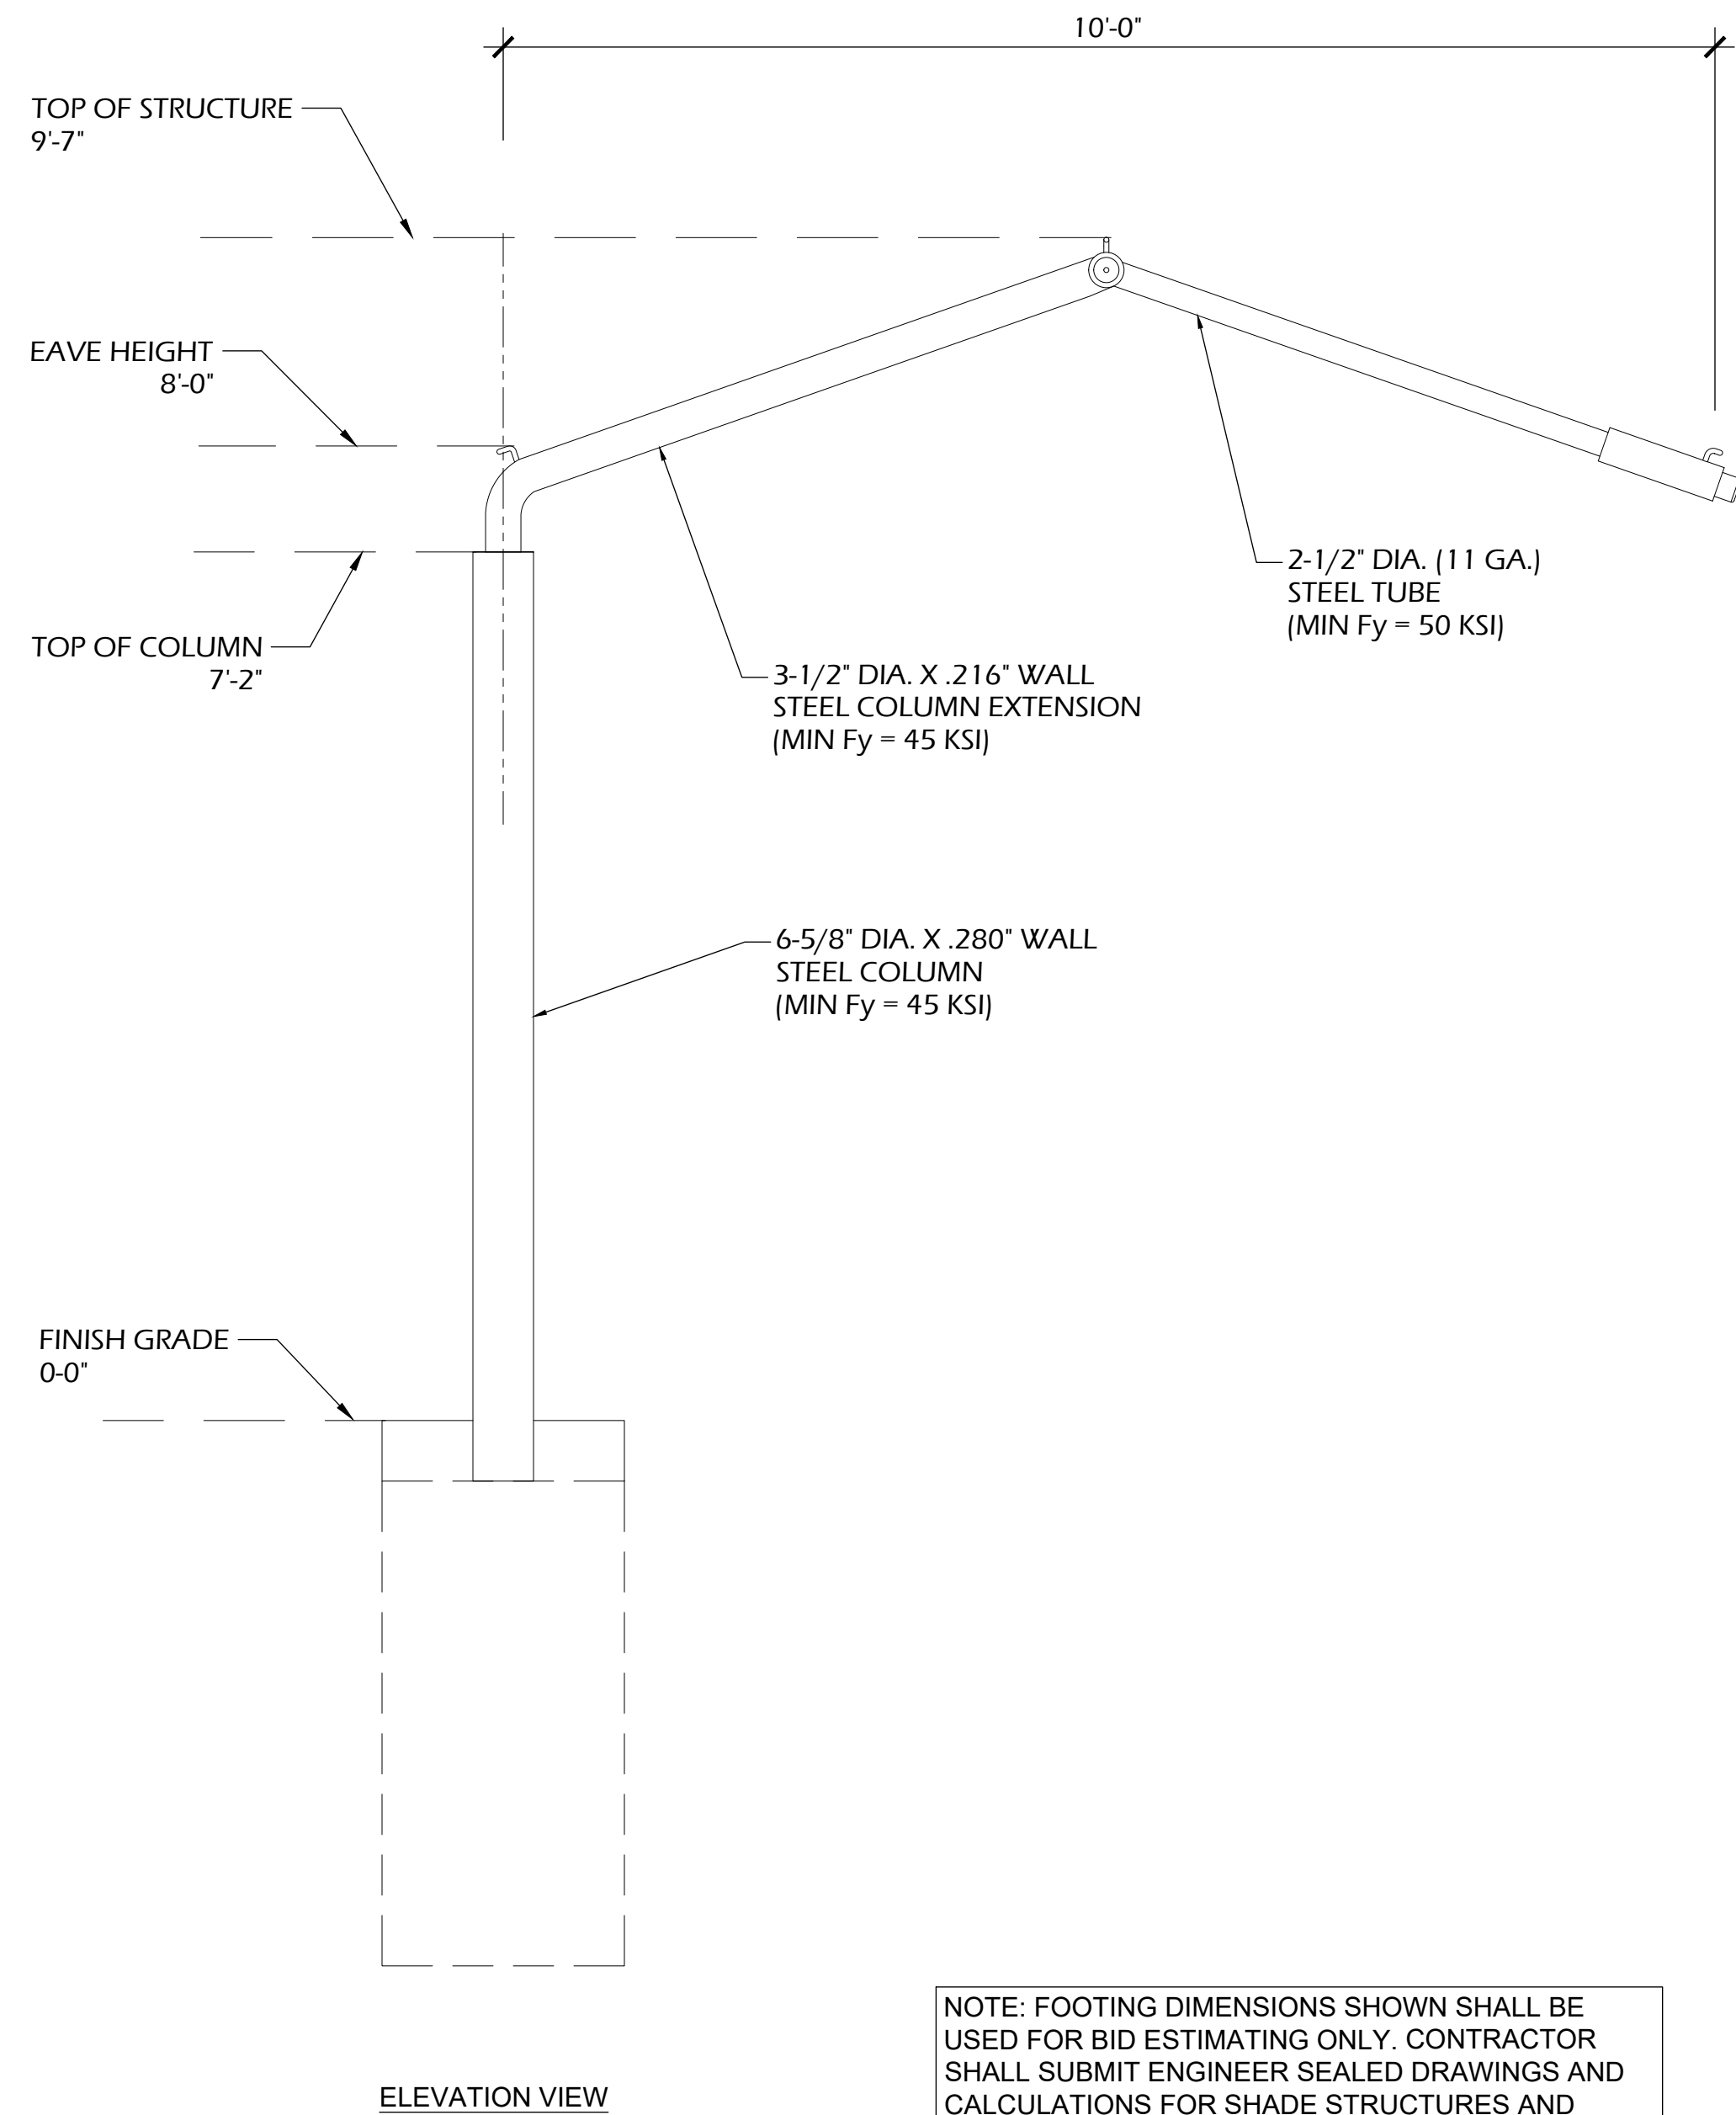 10'-0"
TOP OF STRUCTURE
9'-7"
EAVE HEIGHT
8'-0"
TOP OF COLUMN
7'-2"
2-1/2" DIA. (11 GA.)
STEEL TUBE
(MIN Fy = 50 KSI)
3-1/2" DIA. X .216" WALL
STEEL COLUMN EXTENSION
(MIN Fy = 45 KSI)
6-5/8" DIA. X .280" WALL
STEEL COLUMN
(MIN Fy = 45 KSI)
FINISH GRADE
0-0"
NOTE: FOOTING DIMENSIONS SHOWN SHALL BE
USED FOR BID ESTIMATING ONLY. CONTRACTOR
SHALL SUBMIT ENGINEER SEALED DRAWINGS AND
CALCULATIONS FOR SHADE STRUCTURES AND
ELEVATION VIEW